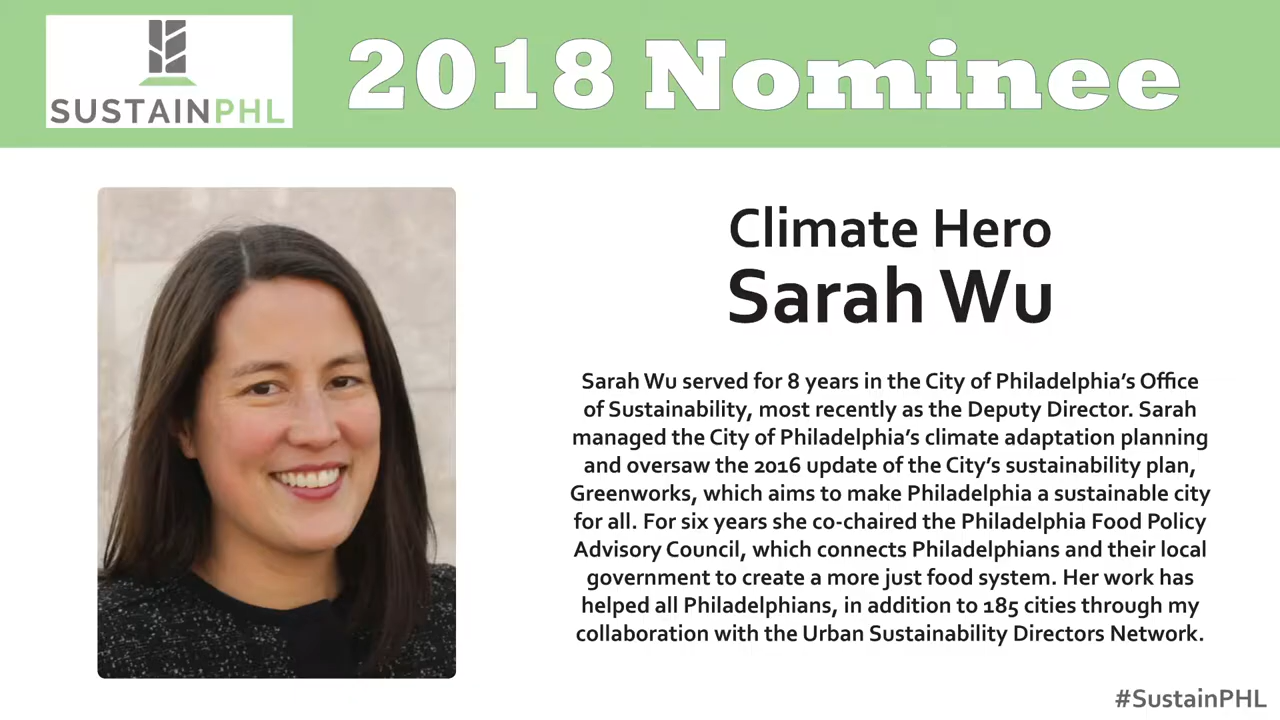 SUSTAINPHL
2018 Nominee
Climate Hero
Sarah Wu
Sarah Wu served for 8 years in the City of Philadelphia’s Office
of Sustainability, most recently as the Deputy Director. Sarah
managed the City of Philadelphia’s climate adaptation planning
and oversaw the 2016 update of the City’s sustainability plan,
Greenworks, which aims to make Philadelphia a sustainable city
for all. For six years she co-chaired the Philadelphia Food Policy
Advisory Council, which connects Philadelphians and their local
government to create a more just food system. Her work has
helped all Philadelphians, in addition to 185 cities through my
collaboration with the Urban Sustainability Directors Network.
#SustainPHL